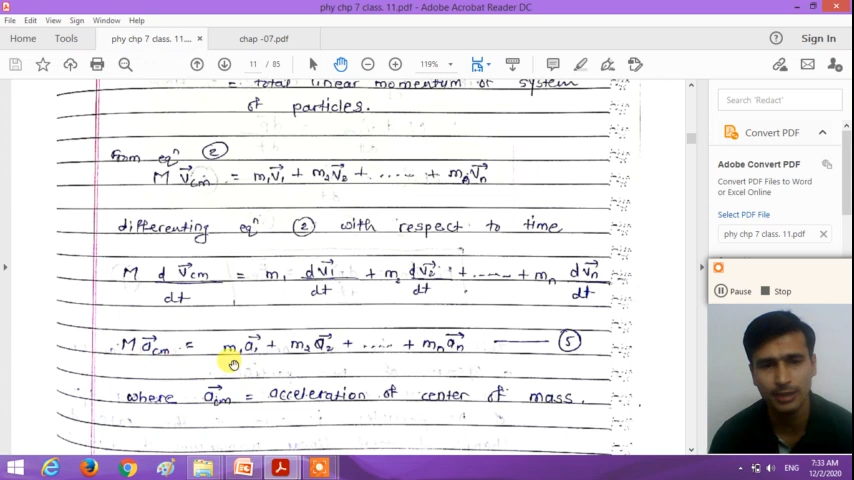 phy chp 7 class. 11.pdf - Adobe Acrobat Reader DC
File Edit View Sign Window Help
Home Tools phy chp 7 class. 11.... × chap -07.pdf Sign In
11 / 85 119%
= total linear momentum of system
of particles.
from eqⁿ ②
M v⃗cm = m₁v⃗₁ + m₂v⃗₂ + ...... + mₙv⃗ₙ
differenting eqⁿ ② with respect to time
M d v⃗cm/dt = m₁ dv⃗₁/dt + m₂ dv⃗₂/dt + ...... + mₙ dv⃗ₙ/dt
M a⃗cm = m₁a⃗₁ + m₂a⃗₂ + ..... + mₙa⃗ₙ —— ⑤
where a⃗cm = acceleration of center of mass.
Search 'Redact'
Convert PDF
Adobe Convert PDF
Convert PDF Files to Word
or Excel Online
Select PDF File
phy chp 7 class. 11.pdf ×
Pause Stop
ENG 7:33 AM
12/2/2020